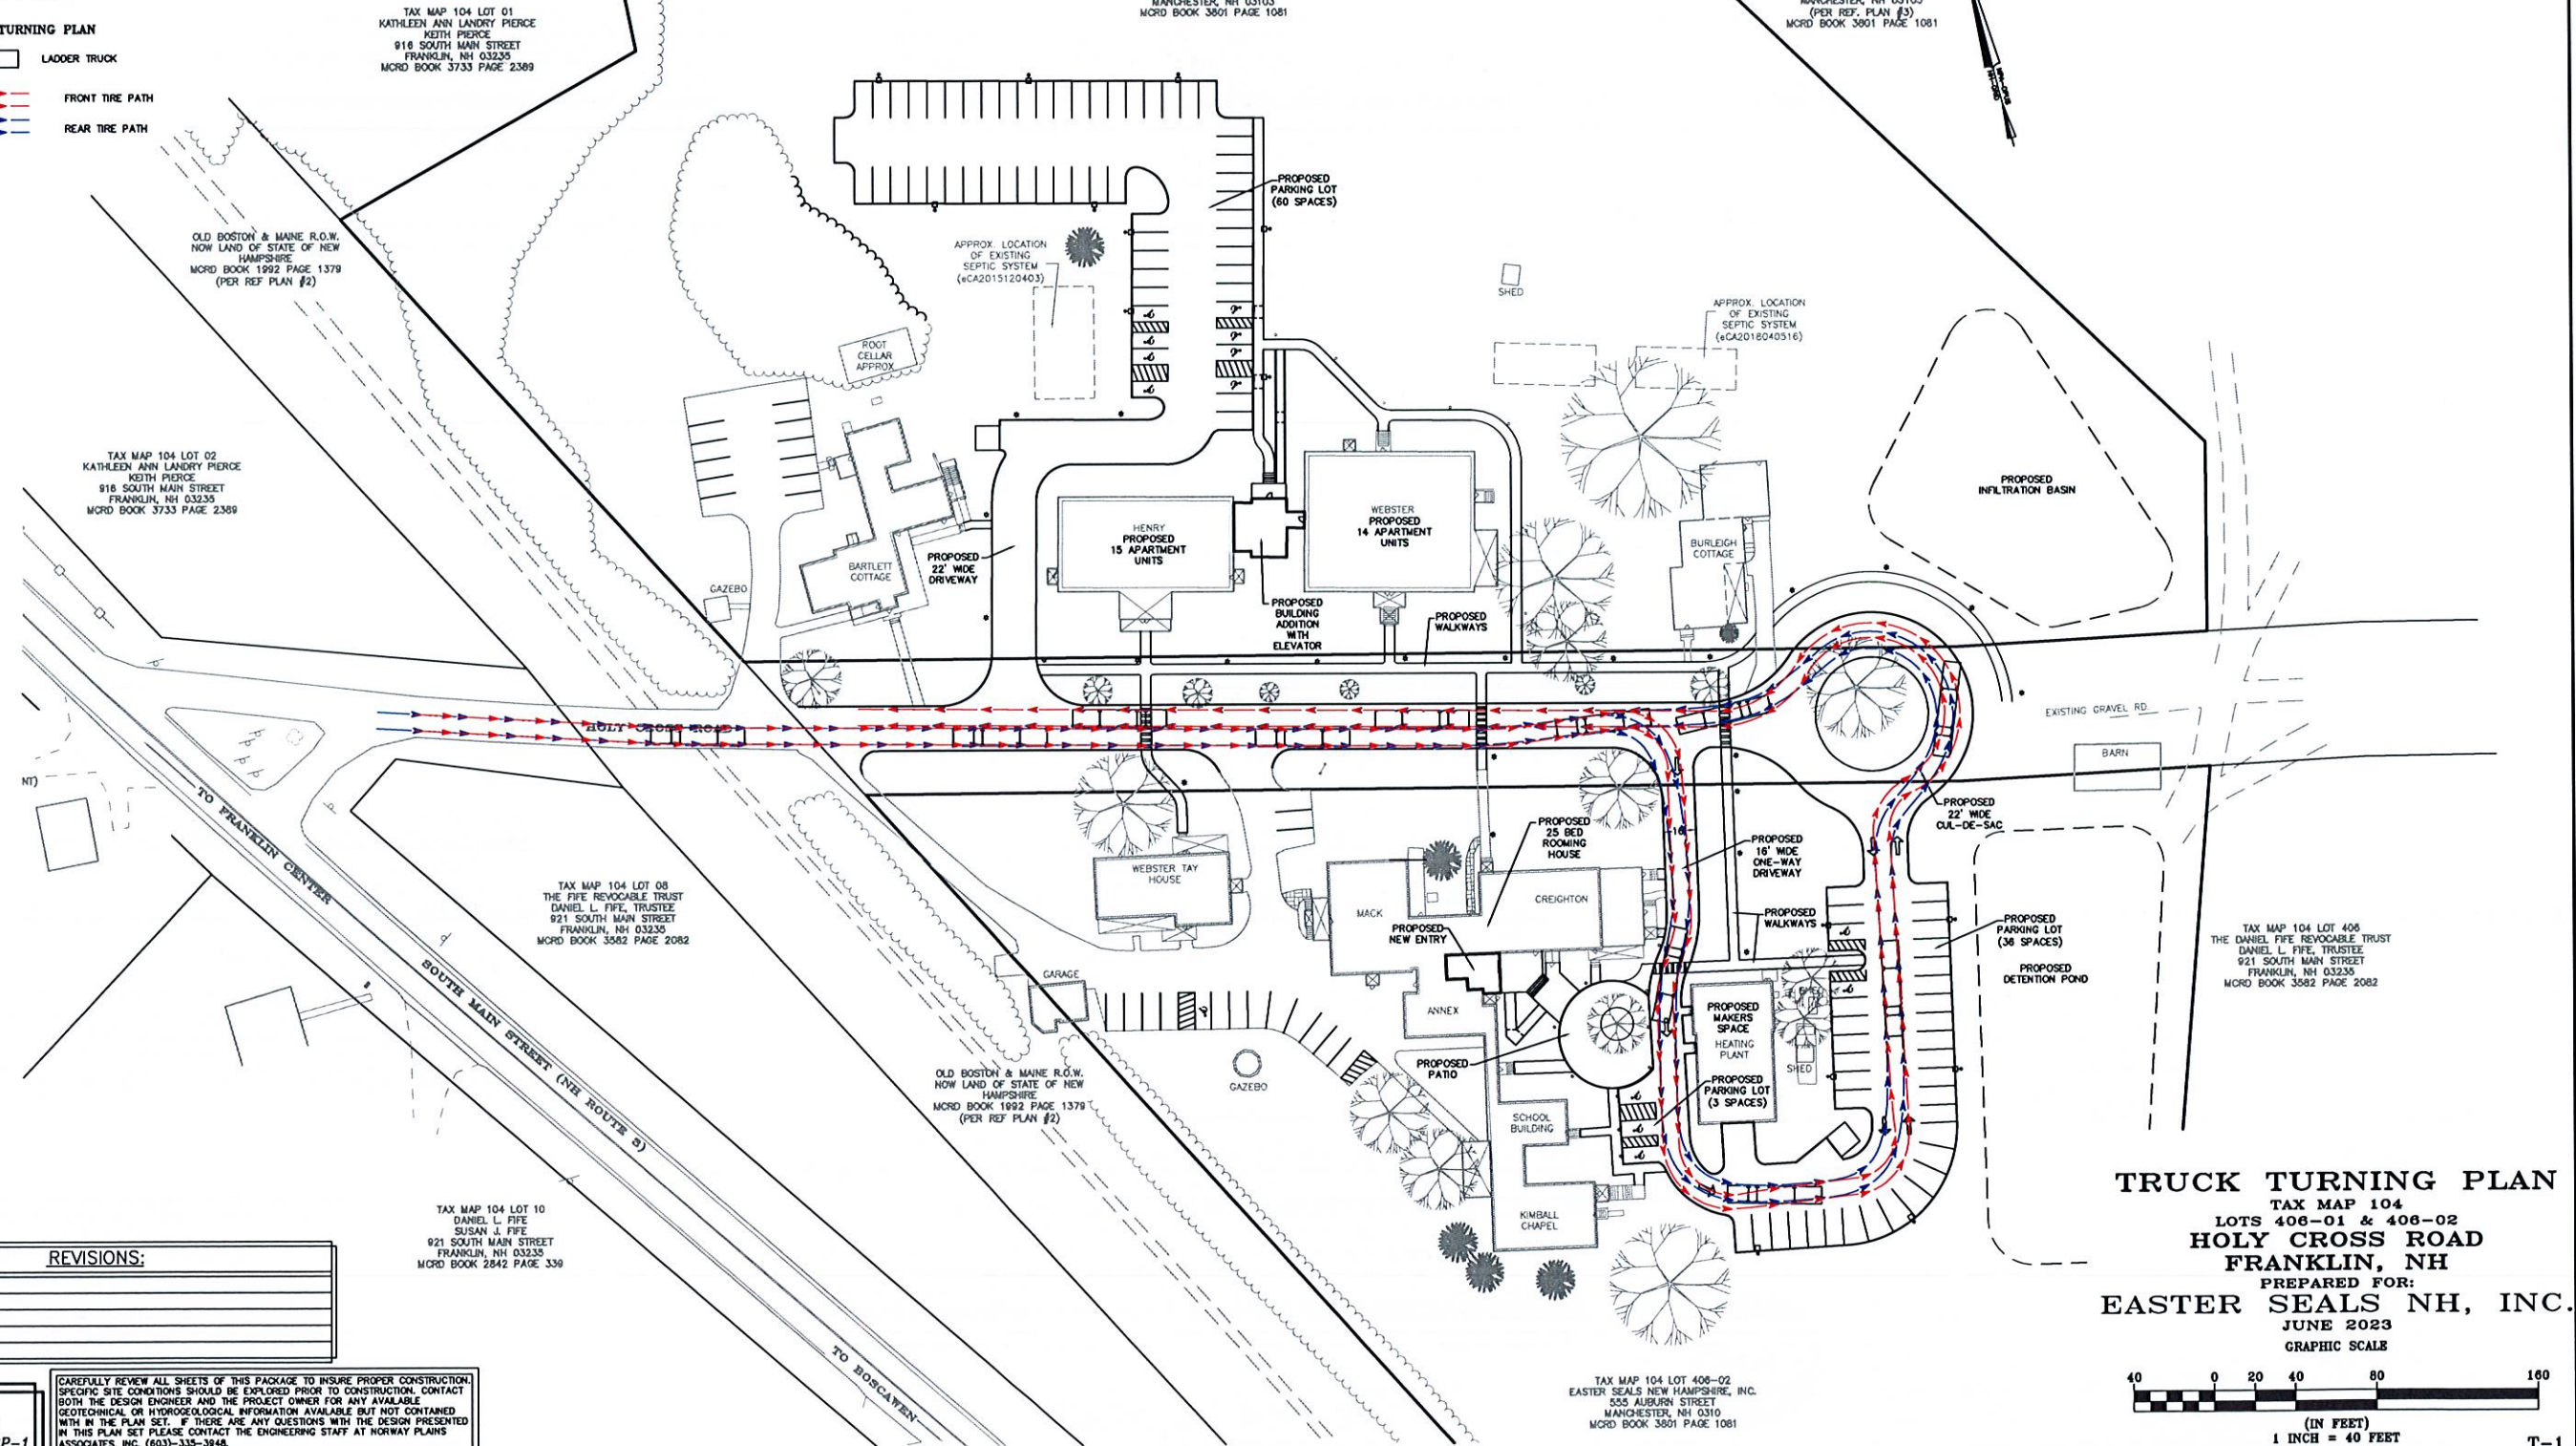 TURNING PLAN
LADDER TRUCK
FRONT TIRE PATH
REAR TIRE PATH
TAX MAP 104 LOT 01
KATHLEEN ANN LANDRY PIERCE
KEITH PIERCE
916 SOUTH MAIN STREET
FRANKLIN, NH 03235
MCRD BOOK 3733 PAGE 2389
MANCHESTER, NH 03103
MCRD BOOK 3801 PAGE 1081
MANCHESTER, NH 03103
(PER REF. PLAN #3)
MCRD BOOK 3801 PAGE 1081
OLD BOSTON & MAINE R.O.W.
NOW LAND OF STATE OF NEW
HAMPSHIRE
MCRD BOOK 1992 PAGE 1379
(PER REF PLAN #2)
PROPOSED
PARKING LOT
(60 SPACES)
APPROX. LOCATION
OF EXISTING
SEPTIC SYSTEM
(eCA2015120403)
SHED
APPROX. LOCATION
OF EXISTING
SEPTIC SYSTEM
(eCA2018040516)
ROOT
CELLAR
APPROX.
TAX MAP 104 LOT 02
KATHLEEN ANN LANDRY PIERCE
KEITH PIERCE
916 SOUTH MAIN STREET
FRANKLIN, NH 03235
MCRD BOOK 3733 PAGE 2389
PROPOSED
INFILTRATION BASIN
HENRY
PROPOSED
15 APARTMENT
UNITS
WEBSTER
PROPOSED
14 APARTMENT
UNITS
BURLEIGH
COTTAGE
PROPOSED
22' WIDE
DRIVEWAY
BARTLETT
COTTAGE
GAZEBO
PROPOSED
BUILDING
ADDITION
WITH
ELEVATOR
PROPOSED
WALKWAYS
HOLY CROSS ROAD
EXISTING GRAVEL RD.
BARN
NT)
TO FRANKLIN CENTER
PROPOSED
22' WIDE
CUL-DE-SAC
PROPOSED
25 BED
ROOMING
HOUSE
16'
PROPOSED
16' WIDE
ONE-WAY
DRIVEWAY
WEBSTER TAY
HOUSE
TAX MAP 104 LOT 08
THE FIFE REVOCABLE TRUST
DANIEL L. FIFE, TRUSTEE
921 SOUTH MAIN STREET
FRANKLIN, NH 03235
MCRD BOOK 3582 PAGE 2082
MACK
CREIGHTON
PROPOSED
NEW ENTRY
PROPOSED
WALKWAYS
PROPOSED
PARKING LOT
(36 SPACES)
PROPOSED
DETENTION POND
TAX MAP 104 LOT 406
THE DANIEL FIFE REVOCABLE TRUST
DANIEL L. FIFE, TRUSTEE
921 SOUTH MAIN STREET
FRANKLIN, NH 03235
MCRD BOOK 3582 PAGE 2082
SOUTH MAIN STREET (NH ROUTE 3)
GARAGE
ANNEX
PROPOSED
MAKERS
SPACE
HEATING
PLANT
SHED
PROPOSED
PATIO
PROPOSED
PARKING LOT
(3 SPACES)
GAZEBO
OLD BOSTON & MAINE R.O.W.
NOW LAND OF STATE OF NEW
HAMPSHIRE
MCRD BOOK 1992 PAGE 1379
(PER REF PLAN #2)
SCHOOL
BUILDING
KIMBALL
CHAPEL
TAX MAP 104 LOT 10
DANIEL L. FIFE
SUSAN J. FIFE
921 SOUTH MAIN STREET
FRANKLIN, NH 03235
MCRD BOOK 2842 PAGE 339
TO BOSCAWEN
REVISIONS:
CAREFULLY REVIEW ALL SHEETS OF THIS PACKAGE TO INSURE PROPER CONSTRUCTION.
SPECIFIC SITE CONDITIONS SHOULD BE EXPLORED PRIOR TO CONSTRUCTION. CONTACT
BOTH THE DESIGN ENGINEER AND THE PROJECT OWNER FOR ANY AVAILABLE
GEOTECHNICAL OR HYDROGEOLOGICAL INFORMATION AVAILABLE BUT NOT CONTAINED
WITH IN THE PLAN SET. IF THERE ARE ANY QUESTIONS WITH THE DESIGN PRESENTED
IN THIS PLAN SET PLEASE CONTACT THE ENGINEERING STAFF AT NORWAY PLAINS
ASSOCIATES, INC. (603)-335-3948.
P-1
TAX MAP 104 LOT 406-02
EASTER SEALS NEW HAMPSHIRE, INC.
555 AUBURN STREET
MANCHESTER, NH 0310
MCRD BOOK 3801 PAGE 1081
TRUCK TURNING PLAN
TAX MAP 104
LOTS 406-01 & 406-02
HOLY CROSS ROAD
FRANKLIN, NH
PREPARED FOR:
EASTER SEALS NH, INC.
JUNE 2023
GRAPHIC SCALE
40 0 20 40 80 160
(IN FEET)
1 INCH = 40 FEET
T-1